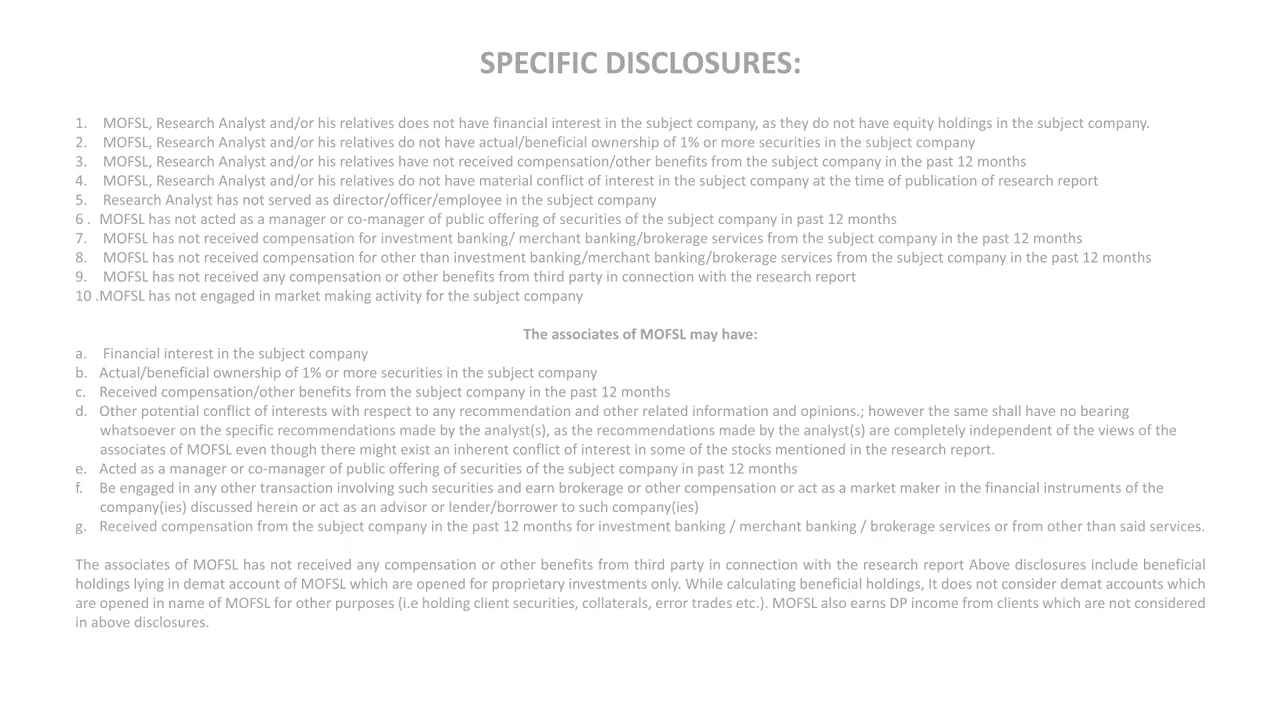 SPECIFIC DISCLOSURES:
1. MOFSL, Research Analyst and/or his relatives does not have financial interest in the subject company, as they do not have equity holdings in the subject company.
2. MOFSL, Research Analyst and/or his relatives do not have actual/beneficial ownership of 1% or more securities in the subject company
3. MOFSL, Research Analyst and/or his relatives have not received compensation/other benefits from the subject company in the past 12 months
4. MOFSL, Research Analyst and/or his relatives do not have material conflict of interest in the subject company at the time of publication of research report
5. Research Analyst has not served as director/officer/employee in the subject company
6 . MOFSL has not acted as a manager or co-manager of public offering of securities of the subject company in past 12 months
7. MOFSL has not received compensation for investment banking/ merchant banking/brokerage services from the subject company in the past 12 months
8. MOFSL has not received compensation for other than investment banking/merchant banking/brokerage services from the subject company in the past 12 months
9. MOFSL has not received any compensation or other benefits from third party in connection with the research report
10 .MOFSL has not engaged in market making activity for the subject company
The associates of MOFSL may have:
a. Financial interest in the subject company
b. Actual/beneficial ownership of 1% or more securities in the subject company
c. Received compensation/other benefits from the subject company in the past 12 months
d. Other potential conflict of interests with respect to any recommendation and other related information and opinions.; however the same shall have no bearing
whatsoever on the specific recommendations made by the analyst(s), as the recommendations made by the analyst(s) are completely independent of the views of the
associates of MOFSL even though there might exist an inherent conflict of interest in some of the stocks mentioned in the research report.
e. Acted as a manager or co-manager of public offering of securities of the subject company in past 12 months
f. Be engaged in any other transaction involving such securities and earn brokerage or other compensation or act as a market maker in the financial instruments of the
company(ies) discussed herein or act as an advisor or lender/borrower to such company(ies)
g. Received compensation from the subject company in the past 12 months for investment banking / merchant banking / brokerage services or from other than said services.
The associates of MOFSL has not received any compensation or other benefits from third party in connection with the research report Above disclosures include beneficial
holdings lying in demat account of MOFSL which are opened for proprietary investments only. While calculating beneficial holdings, It does not consider demat accounts which
are opened in name of MOFSL for other purposes (i.e holding client securities, collaterals, error trades etc.). MOFSL also earns DP income from clients which are not considered
in above disclosures.